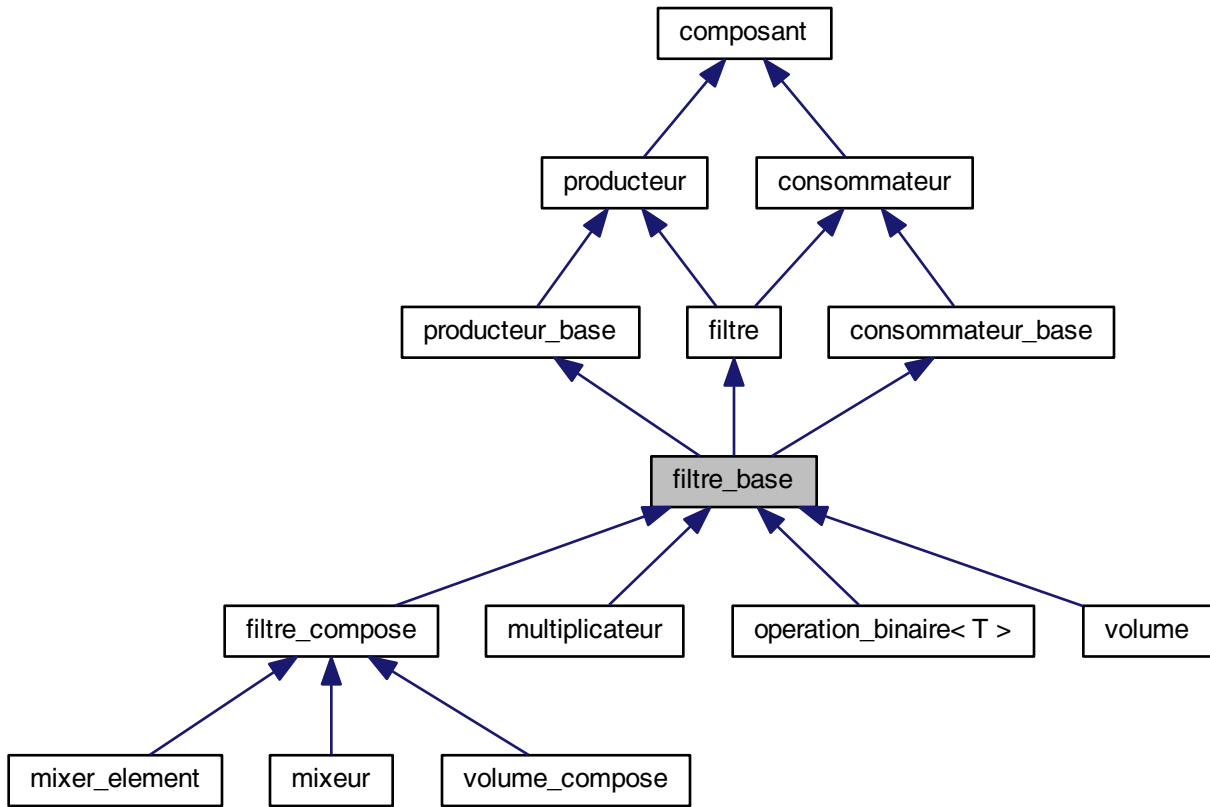 composant
producteur
consommateur
producteur_base
filtre
consommateur_base
filtre_base
filtre_compose
multiplicateur
operation_binaire< T >
volume
mixer_element
mixeur
volume_compose